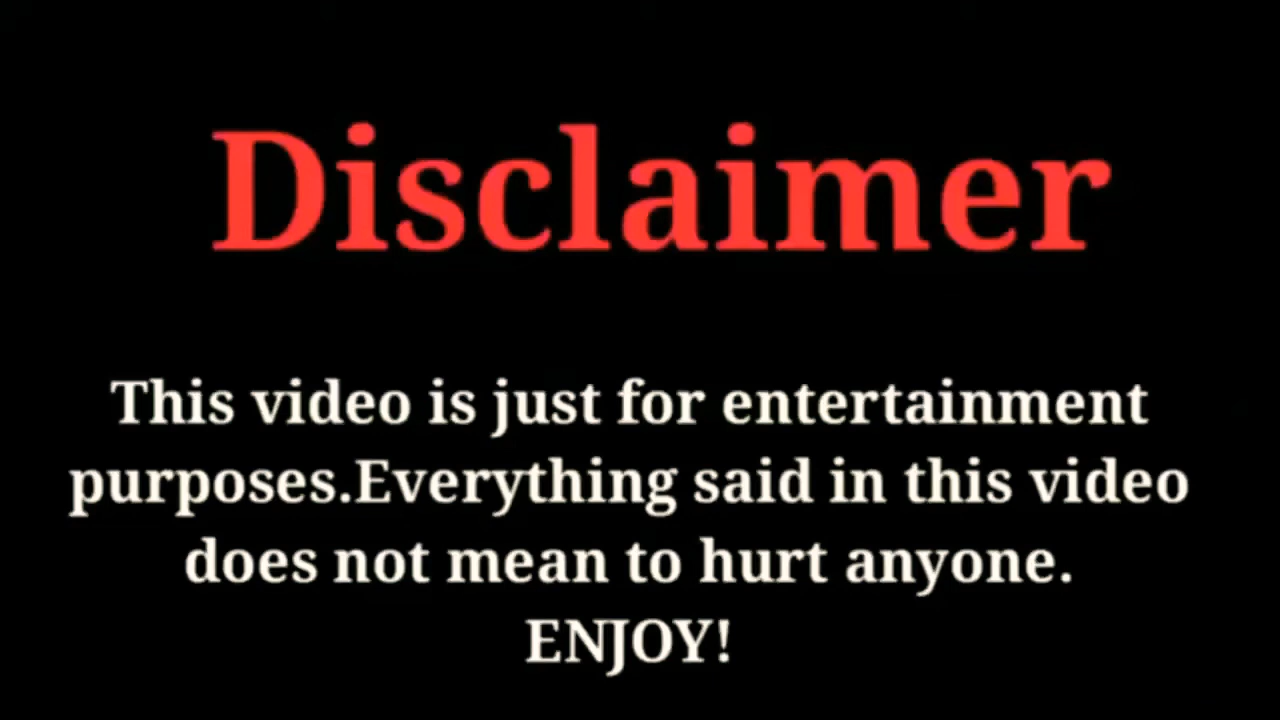 Disclaimer
This video is just for entertainment
purposes.Everything said in this video
does not mean to hurt anyone.
ENJOY!